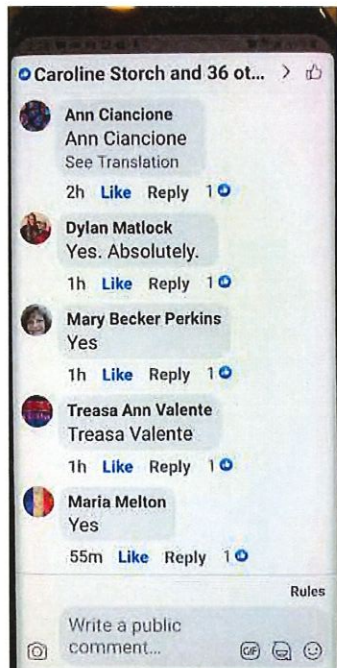 Caroline Storch and 36 ot...
Ann Ciancione
Ann Ciancione
See Translation
2h Like Reply 1
Dylan Matlock
Yes. Absolutely.
1h Like Reply 1
Mary Becker Perkins
Yes
1h Like Reply 1
Treasa Ann Valente
Treasa Valente
1h Like Reply 1
Maria Melton
Yes
55m Like Reply 1
Rules
Write a public
comment...
GIF